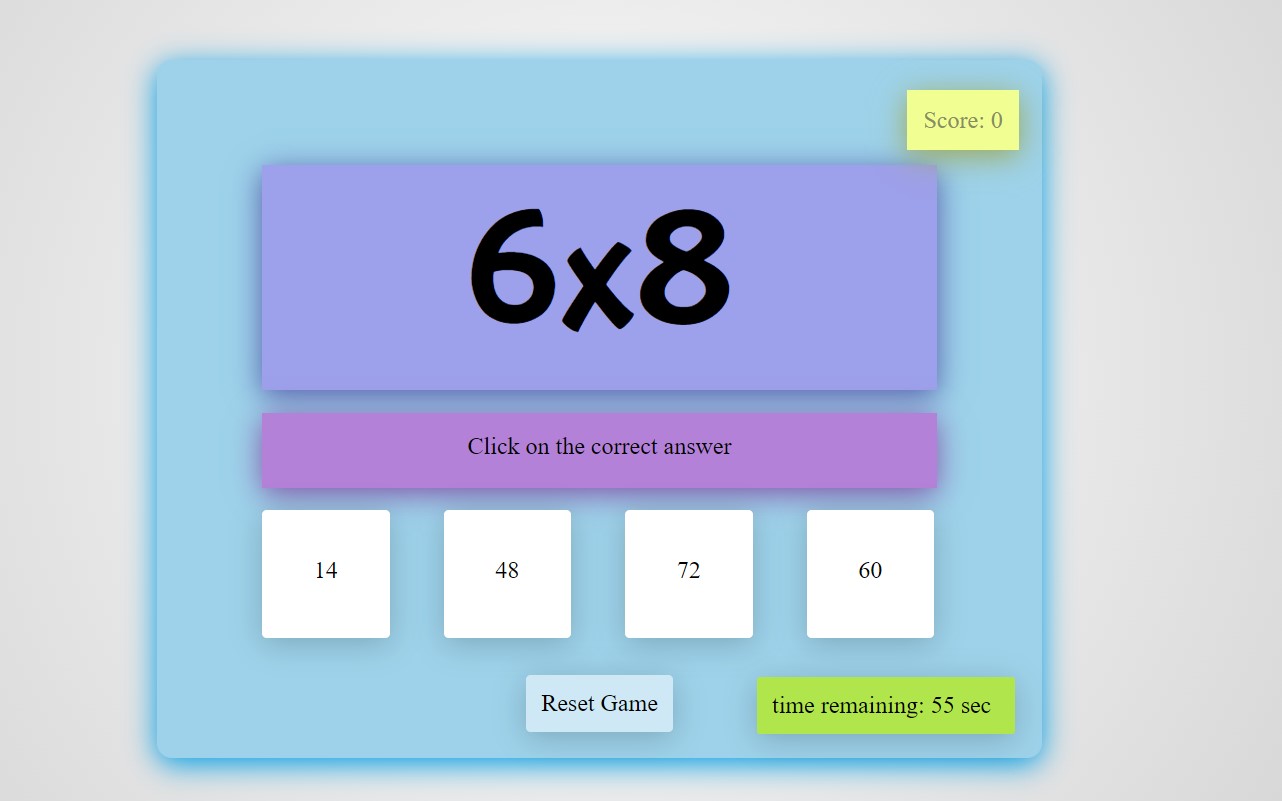 Score: 0
6x8
Click on the correct answer
14
48
72
60
Reset Game
time remaining: 55 sec